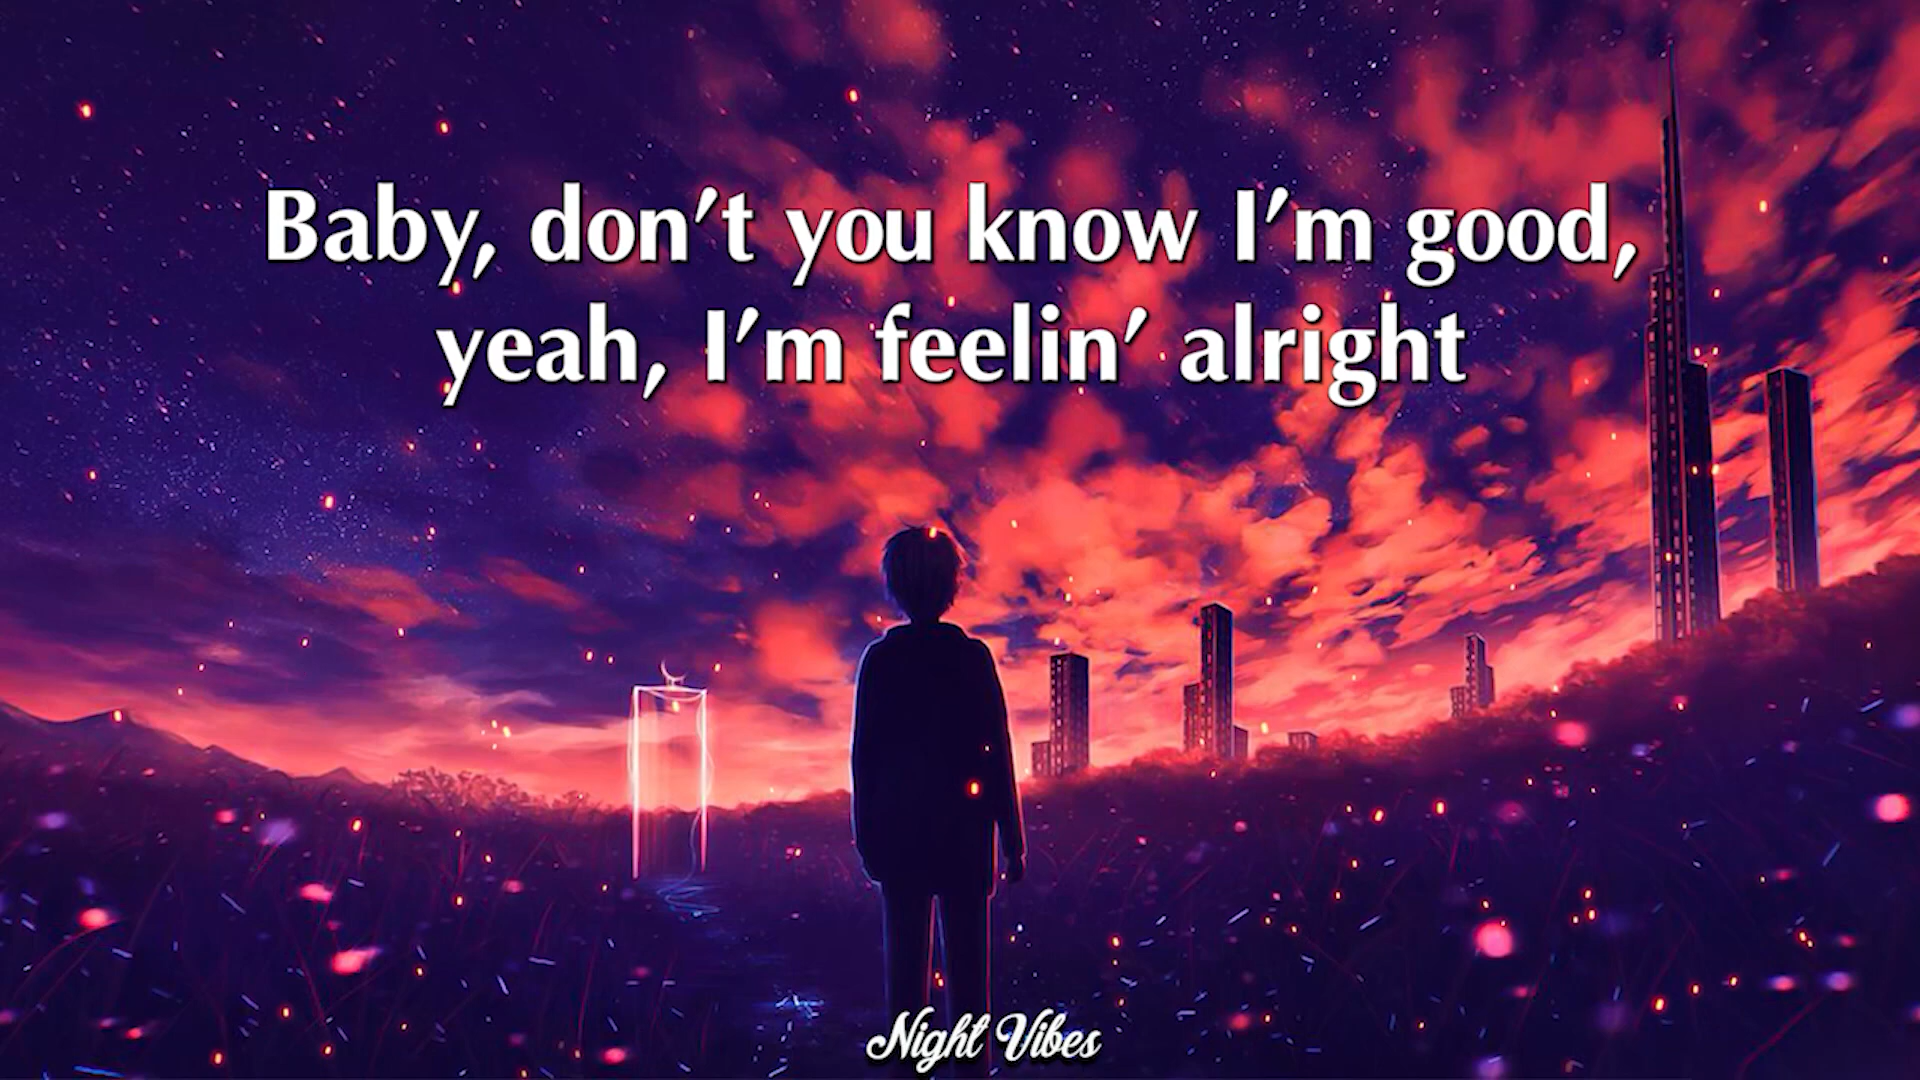 Baby, don’t you know I’m good,
yeah, I’m feelin’ alright
Night Vibes